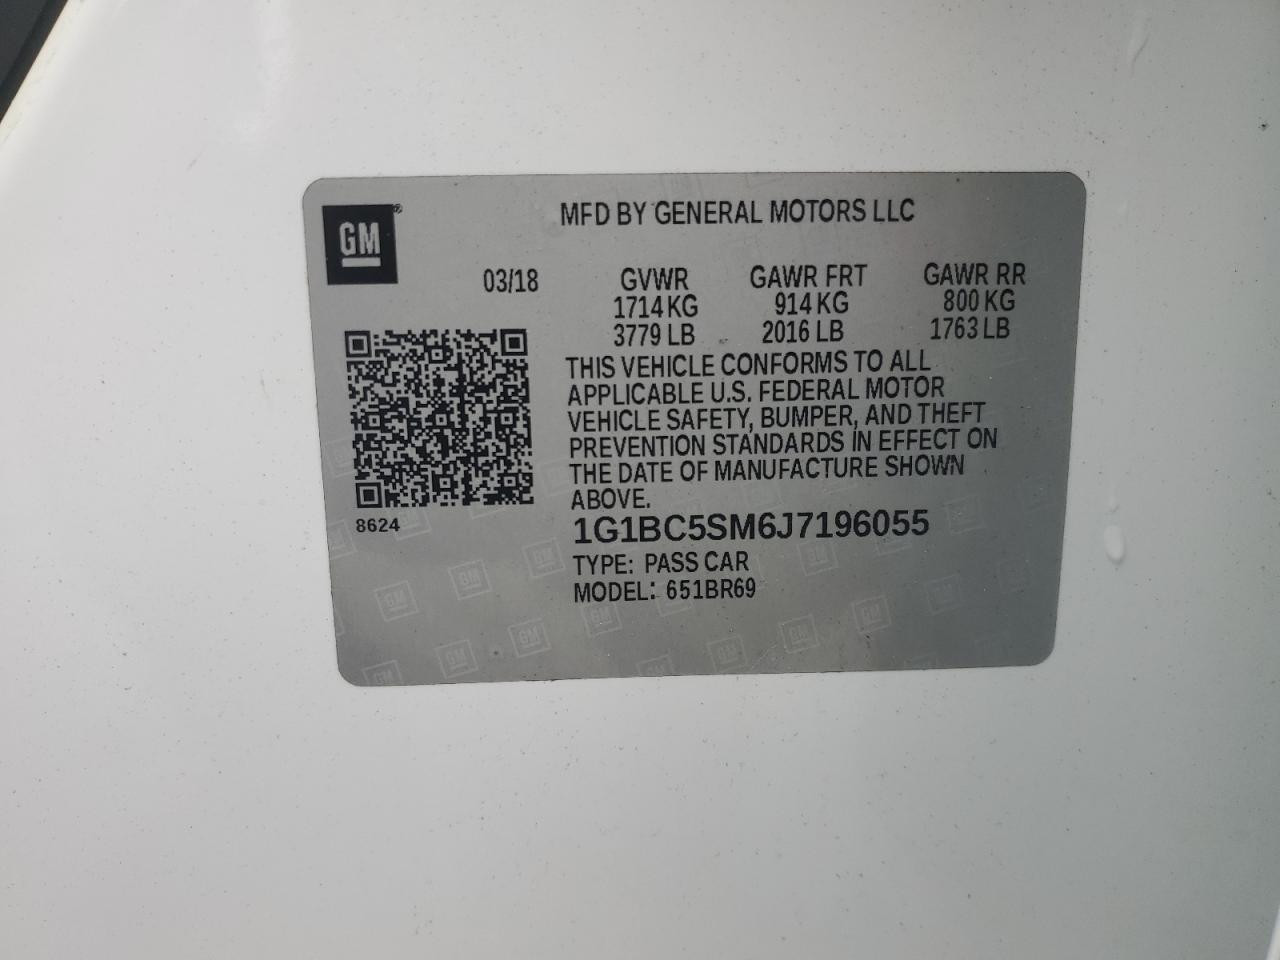 MFD BY GENERAL MOTORS LLC
GM®
03/18 GVWR GAWR FRT GAWR RR
1714 KG 914 KG 800 KG
3779 LB 2016 LB 1763 LB
THIS VEHICLE CONFORMS TO ALL
APPLICABLE U.S. FEDERAL MOTOR
VEHICLE SAFETY, BUMPER, AND THEFT
PREVENTION STANDARDS IN EFFECT ON
THE DATE OF MANUFACTURE SHOWN
ABOVE.
8624
1G1BC5SM6J7196055
TYPE: PASS CAR
MODEL: 651BR69